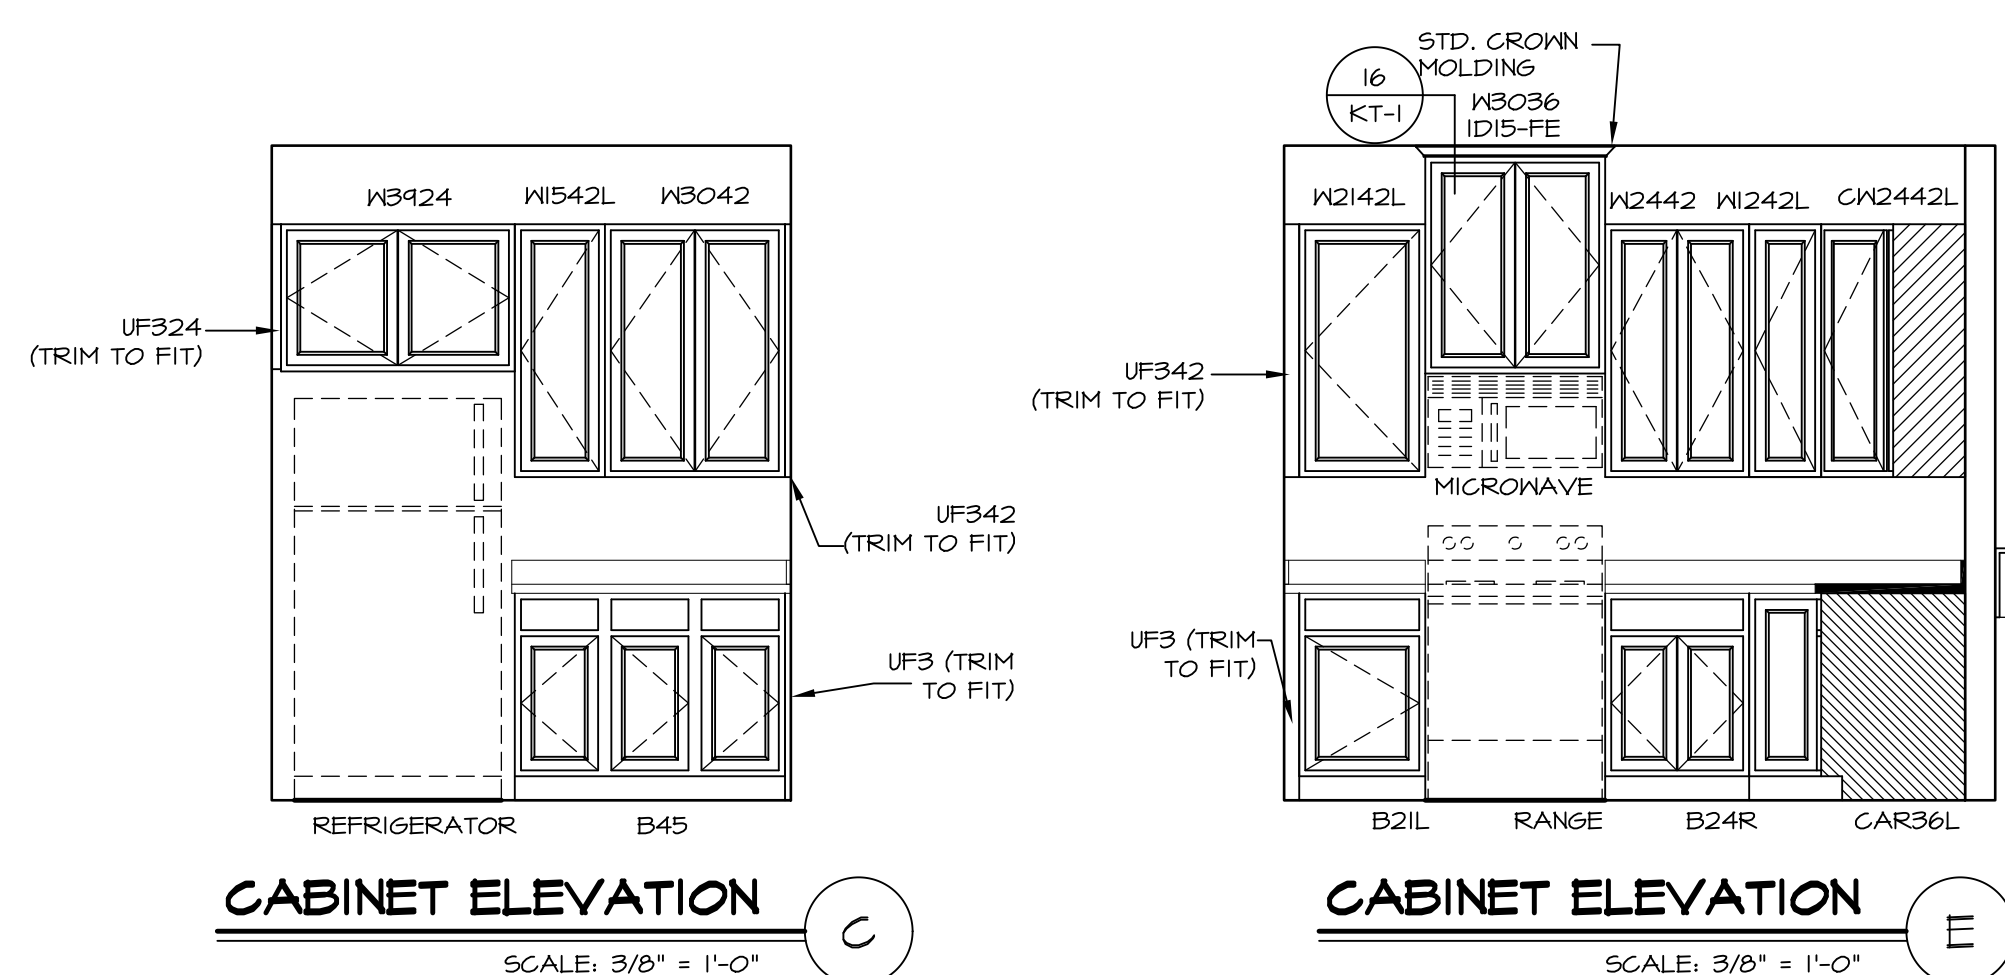 W3924
W1542L
W3042
UF324
(TRIM TO FIT)
UF342
(TRIM TO FIT)
UF3 (TRIM
TO FIT)
REFRIGERATOR
B45
CABINET ELEVATION
C
SCALE: 3/8" = 1'-0"
STD. CROWN
MOLDING
16
KT-1
W3036
1D15-FE
W2142L
W2442
W1242L
CW2442L
UF342
(TRIM TO FIT)
MICROWAVE
UF3 (TRIM
TO FIT)
B21L
RANGE
B24R
CAR36L
CABINET ELEVATION
E
SCALE: 3/8" = 1'-0"